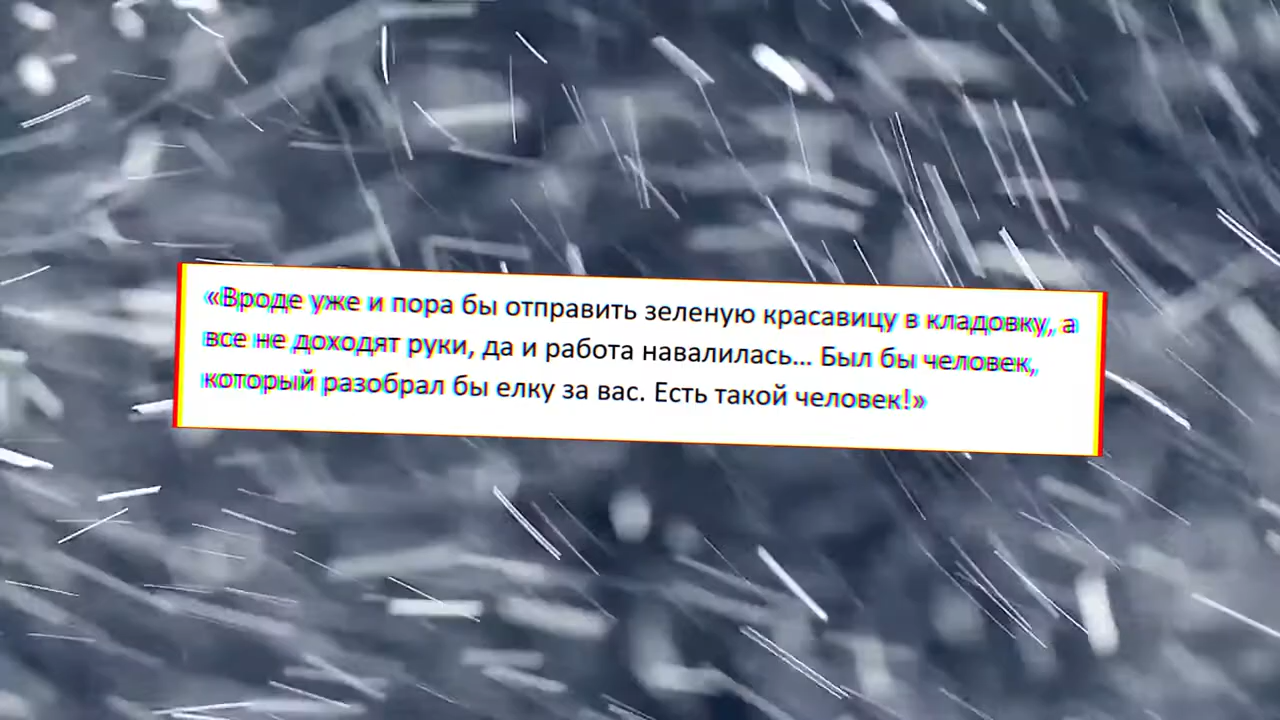 «Вроде уже и пора бы отправить зеленую красавицу в кладовку, а
все не доходят руки, да и работа навалилась... Был бы человек,
который разобрал бы елку за вас. Есть такой человек!»